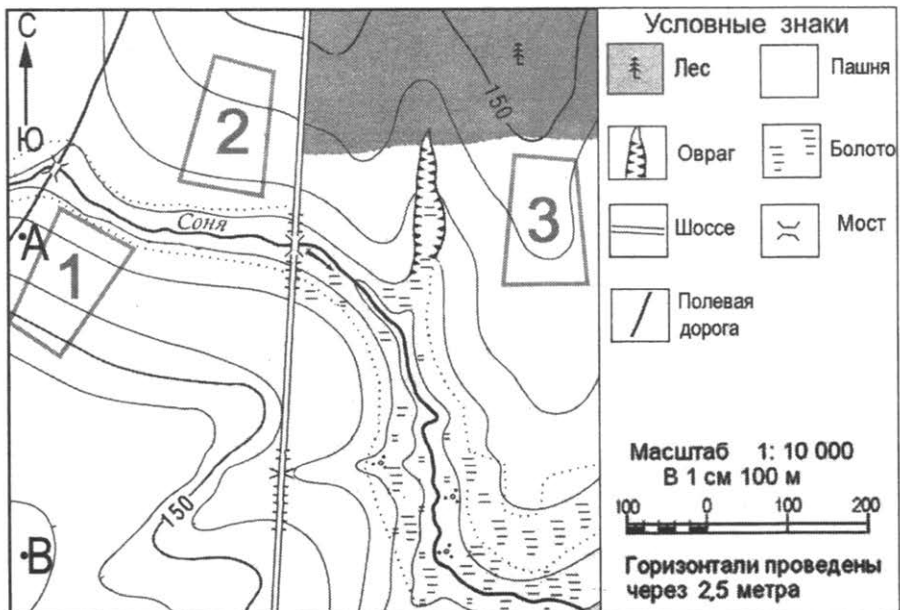 С
Ю
А
1
2
3
В
Соня
150
150
Условные знаки
Лес
Пашня
Овраг
Болото
Шоссе
Мост
Полевая
дорога
Масштаб 1: 10 000
В 1 см 100 м
100 0 100 200
Горизонтали проведены
через 2,5 метра